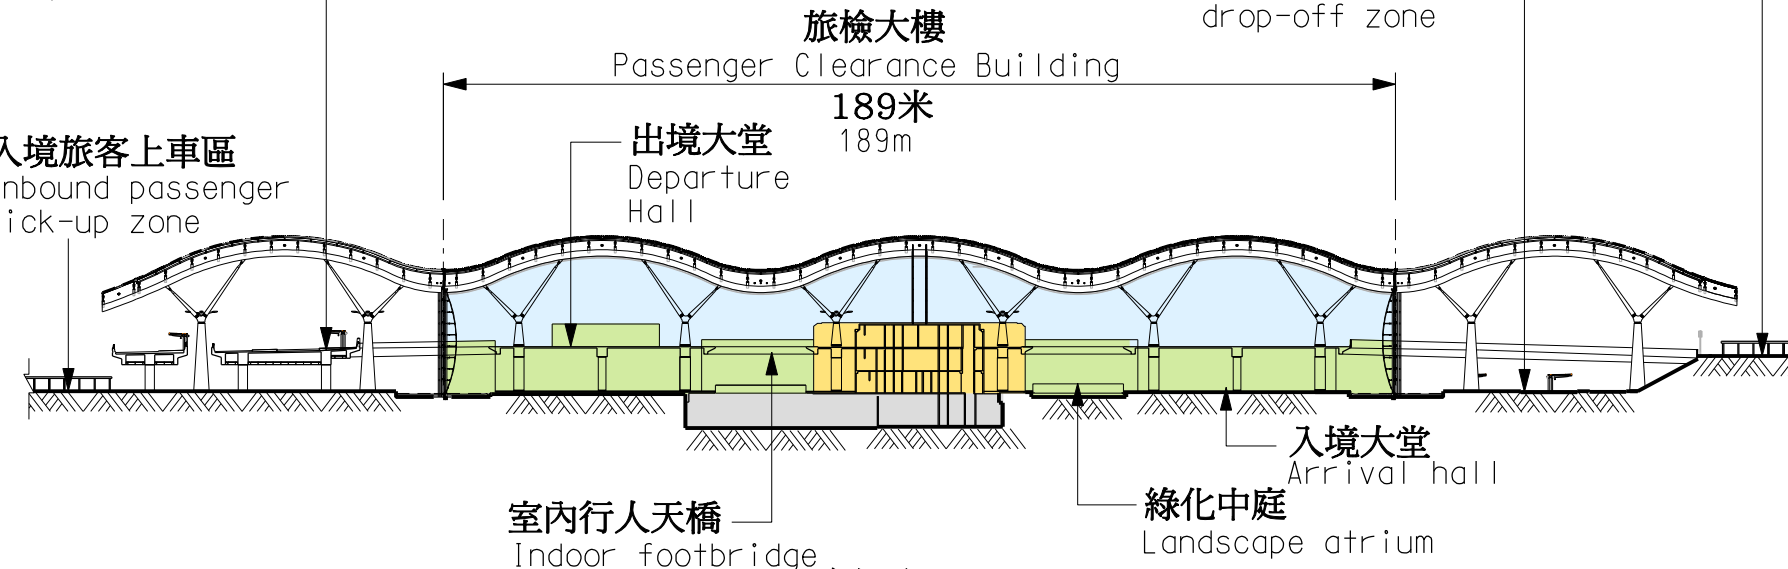 drop-off zone
旅檢大樓
Passenger Clearance Building
189米
189m
出境大堂
Departure
Hall
入境旅客上車區
nbound passenger
ick-up zone
入境大堂
Arrival hall
綠化中庭
Landscape atrium
室內行人天橋
Indoor footbridge